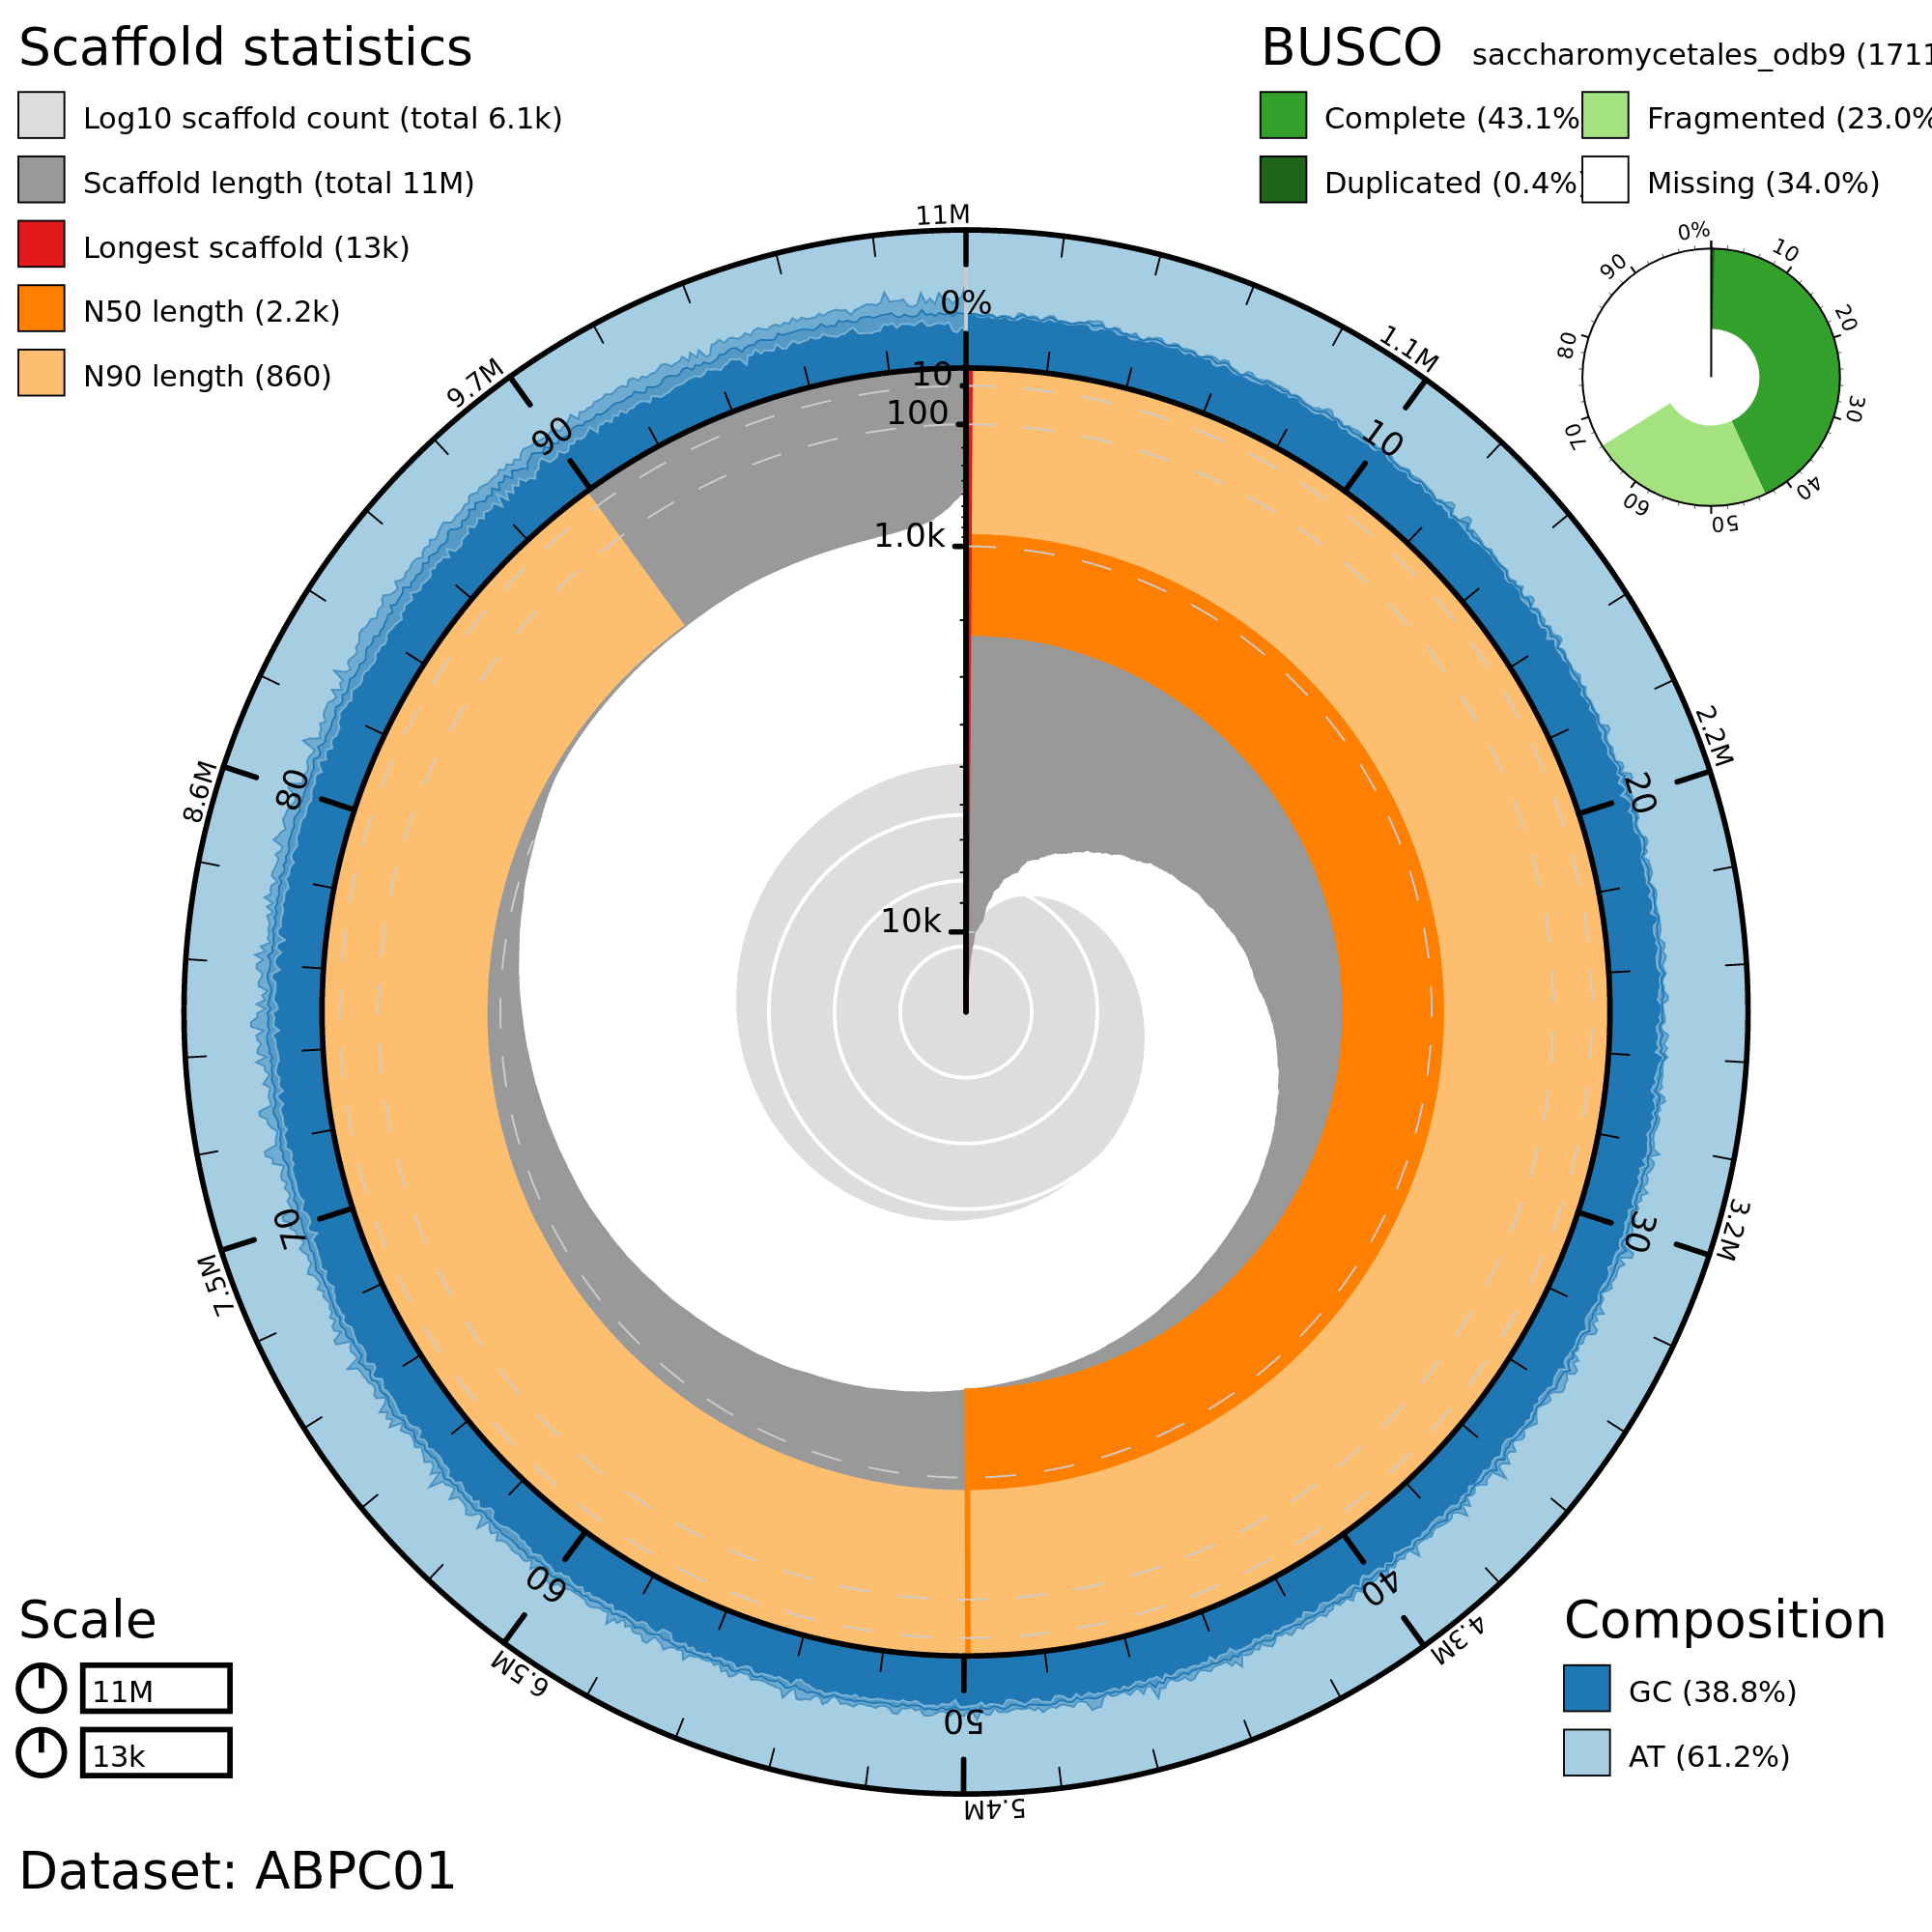 Scaffold statistics
Log10 scaffold count (total 6.1k)
Scaffold length (total 11M)
Longest scaffold (13k)
N50 length (2.2k)
N90 length (860)
BUSCO saccharomycetales_odb9 (1711
Complete (43.1%
Fragmented (23.0%
Duplicated (0.4%)
Missing (34.0%)
0%
10
20
30
40
50
60
70
80
90
11M
1.1M
2.2M
3.2M
4.3M
5.4M
6.5M
7.5M
8.6M
9.7M
0%
10
20
30
40
50
60
70
80
90
10
100
1.0k
10k
Scale
11M
13k
Composition
GC (38.8%)
AT (61.2%)
Dataset: ABPC01